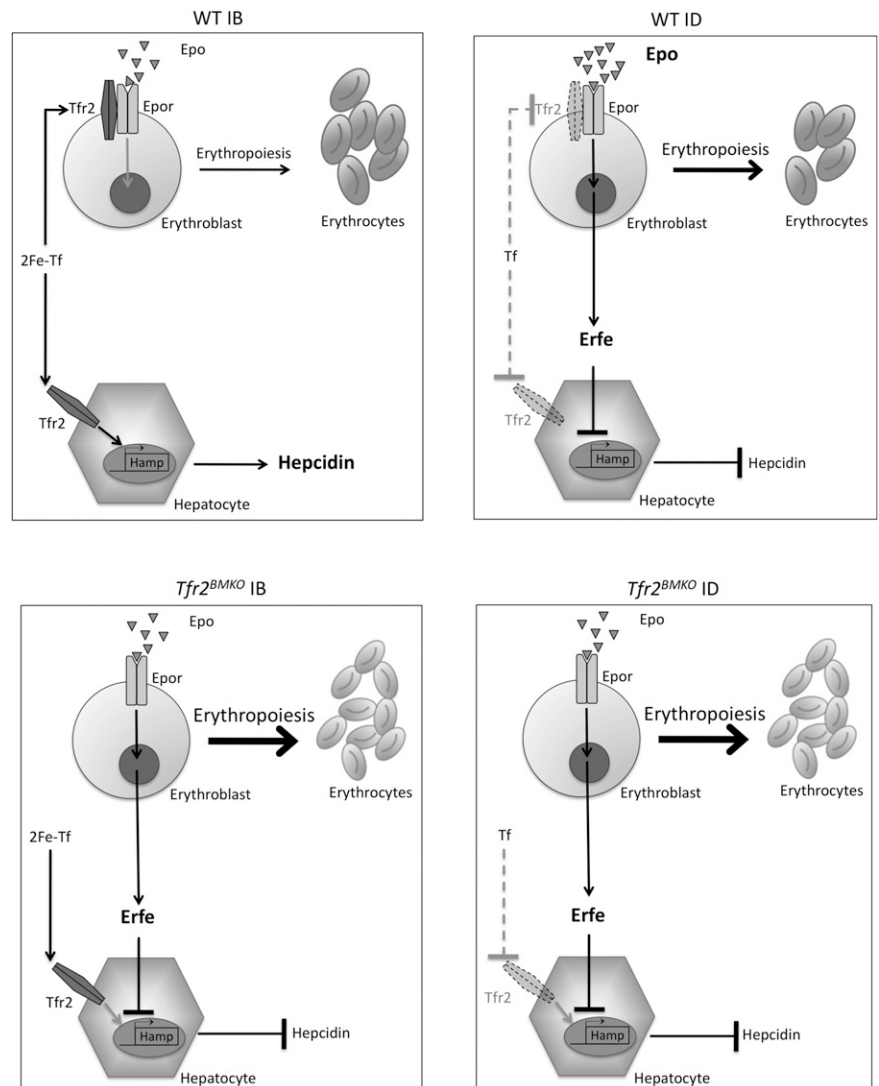 WT IB
Epo
Tfr2
Epor
Erythropoiesis
Erythroblast
Erythrocytes
2Fe-Tf
Tfr2
Hamp
Hepcidin
Hepatocyte
WT ID
Epo
Tfr2
Epor
Erythropoiesis
Erythroblast
Erythrocytes
Tf
Erfe
Tfr2
Hamp
Hepcidin
Hepatocyte
Tfr2BMKO IB
Epo
Epor
Erythropoiesis
Erythroblast
Erythrocytes
2Fe-Tf
Erfe
Tfr2
Hamp
Hepcidin
Hepatocyte
Tfr2BMKO ID
Epo
Epor
Erythropoiesis
Erythroblast
Erythrocytes
Tf
Erfe
Tfr2
Hamp
Hepcidin
Hepatocyte